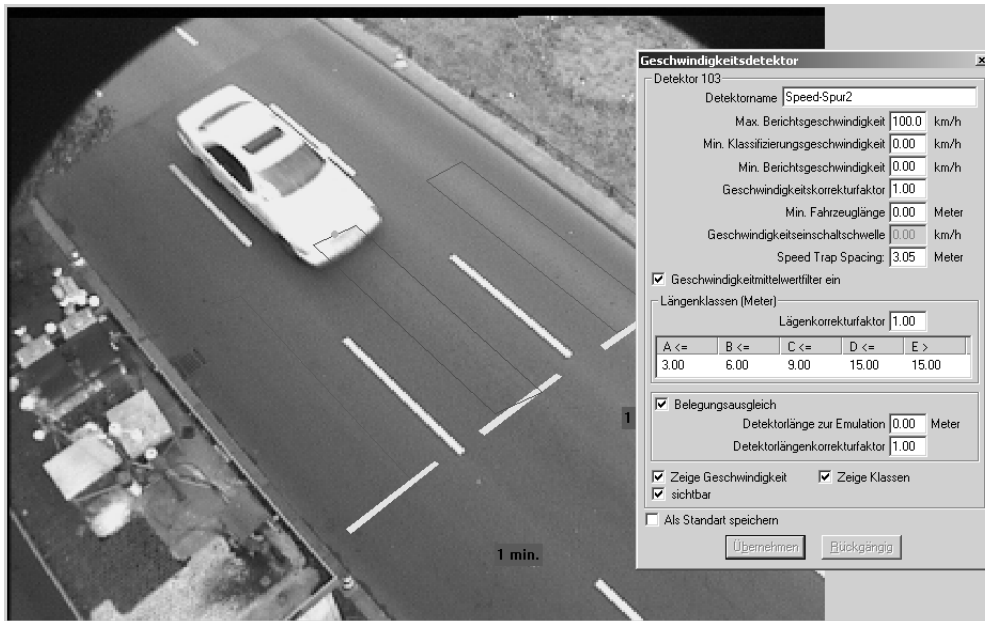 Geschwindigkeitsdetektor
Detektor 103
Detektorname Speed-Spur2
Max. Berichtsgeschwindigkeit 100.0 km/h
Min. Klassifizierungsgeschwindigkeit 0.00 km/h
Min. Berichtsgeschwindigkeit 0.00 km/h
Geschwindigkeitskorrekturfaktor 1.00
Min. Fahrzeuglänge 0.00 Meter
Geschwindigkeitseinschaltschwelle 0.00 km/h
Speed Trap Spacing: 3.05 Meter
Geschwindigkeitmittelwertfilter ein
Längenklassen (Meter)
Lägenkorrekturfaktor 1.00
A <= B <= C <= D <= E >
3.00 6.00 9.00 15.00 15.00
Belegungsausgleich
Detektorlänge zur Emulation 0.00 Meter
Detektorlängenkorrekturfaktor 1.00
Zeige Geschwindigkeit Zeige Klassen
sichtbar
Als Standart speichern
Übernehmen Rückgängig
1
1 min.